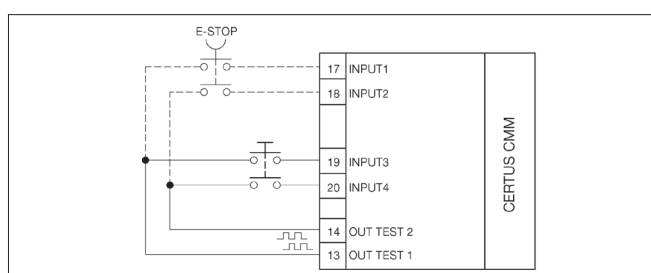 E-STOP
17 INPUT1
18 INPUT2
19 INPUT3
20 INPUT4
14 OUT TEST 2
13 OUT TEST 1
CERTUS CMM